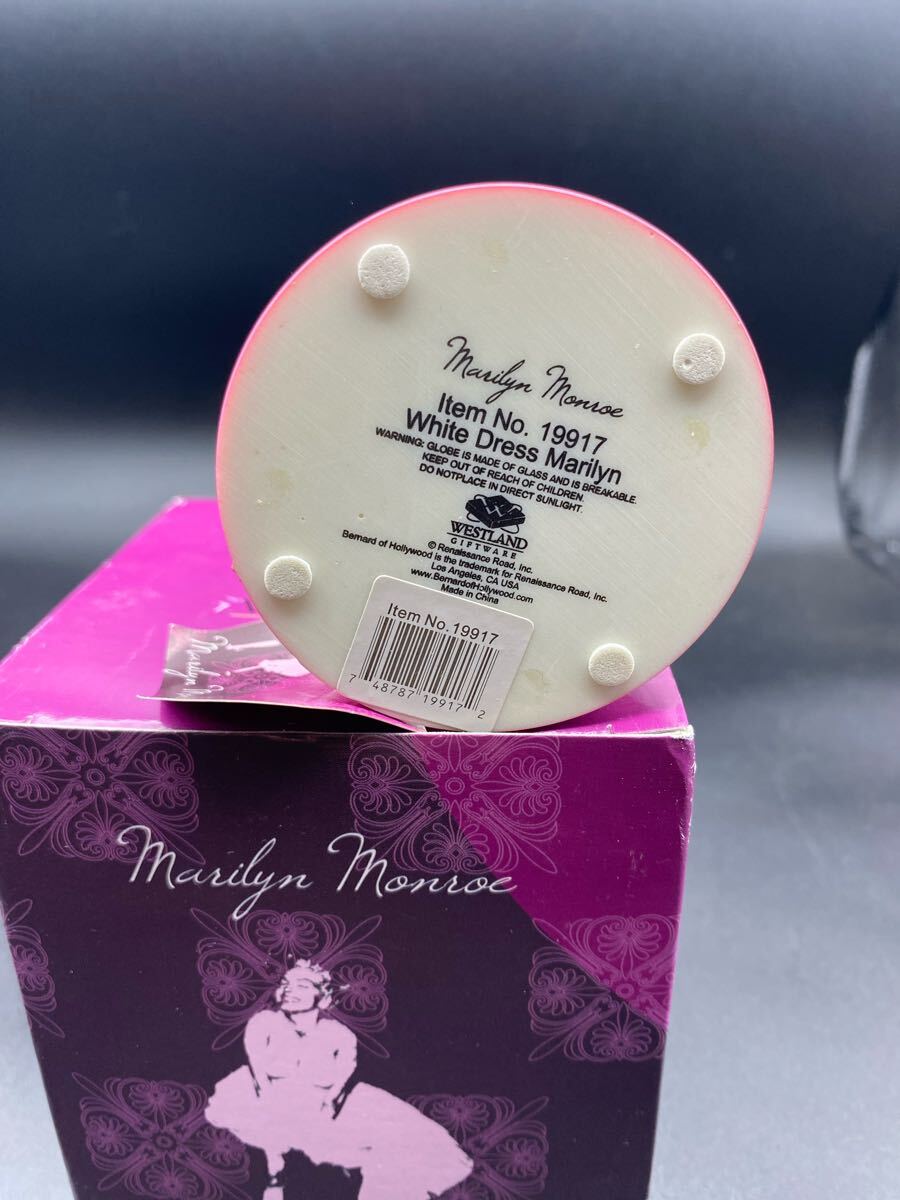 Marilyn Monroe
Item No. 19917
White Dress Marilyn
WARNING: GLOBE IS MADE OF GLASS AND IS BREAKABLE.
KEEP OUT OF REACH OF CHILDREN.
DO NOTPLACE IN DIRECT SUNLIGHT.
W
WESTLAND
GIFTWARE
© Renaissance Road, Inc.
Bernard of Hollywood is the trademark for Renaissance Road, Inc.
Los Angeles, CA USA
www.BernardofHollywood.com
Made in China
Item No.19917
7 48787 19917 2
Marilyn
Marilyn Monroe